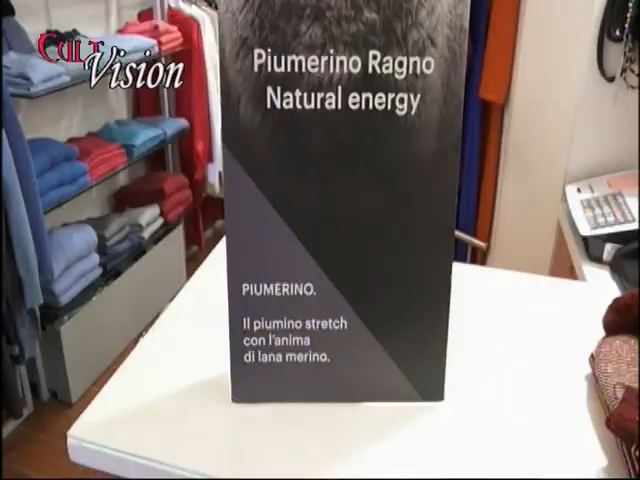 Cult
Vision
Piumerino Ragno
Natural energy
PIUMERINO.
Il piumino stretch
con l'anima
di lana merino.